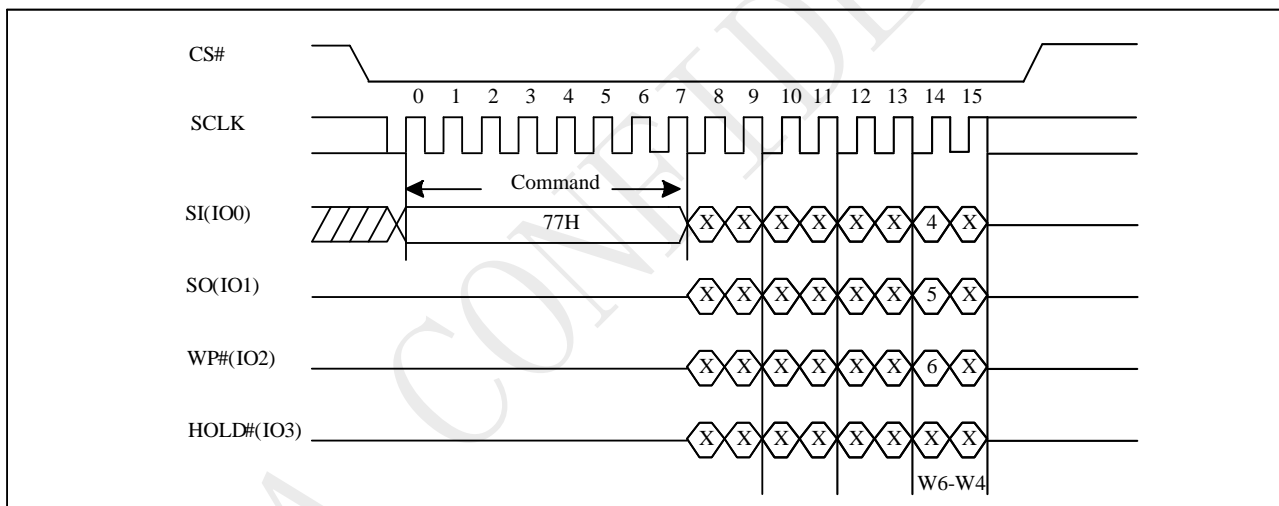 CS#
0 1 2 3 4 5 6 7 8 9 10 11 12 13 14 15
SCLK
Command
SI(IO0)
77H X X X X X X 4 X
SO(IO1)
X X X X X X 5 X
WP#(IO2)
X X X X X X 6 X
HOLD#(IO3)
X X X X X X X X
W6-W4